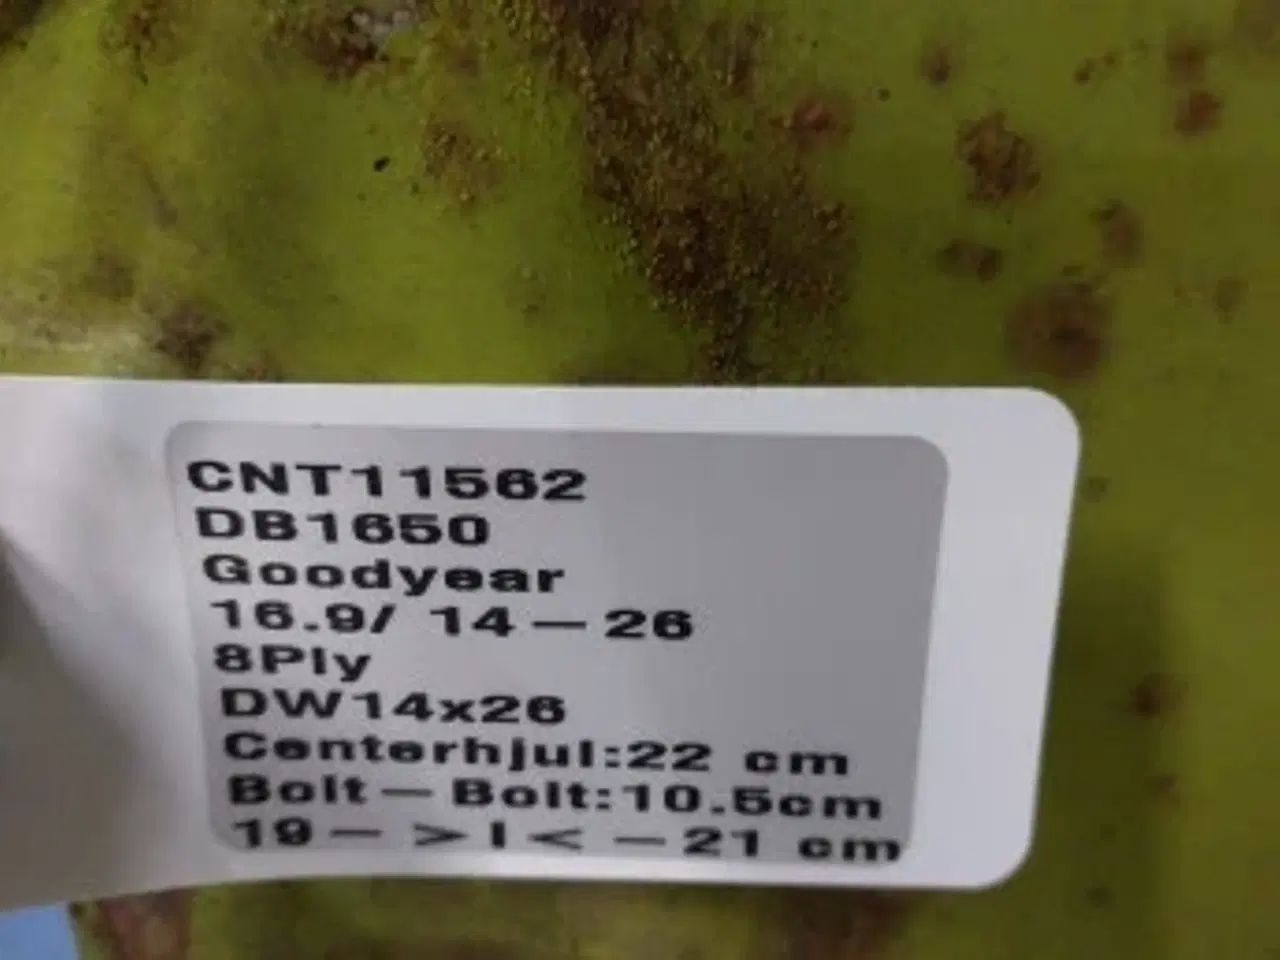 CNT11562
DB1650
Goodyear
16.9/ 14-26
8Ply
DW14x26
Centerhjul:22 cm
Bolt-Bolt:10.5cm
19-> I <-21 cm